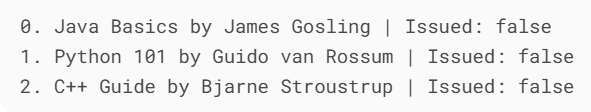 0. Java Basics by James Gosling | Issued: false
1. Python 101 by Guido van Rossum | Issued: false
2. C++ Guide by Bjarne Stroustrup | Issued: false